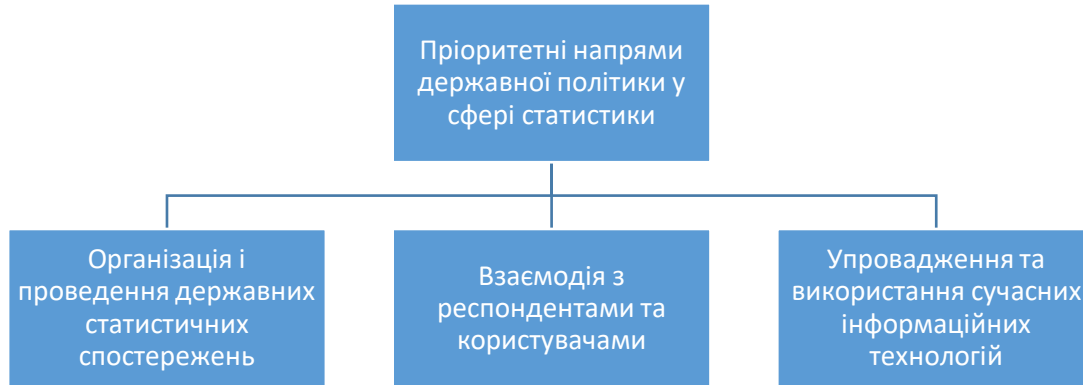 Пріоритетні напрями
державної політики у
сфері статистики
Організація і
проведення державних
статистичних
спостережень
Взаємодія з
респондентами та
користувачами
Упровадження та
використання сучасних
інформаційних
технологій